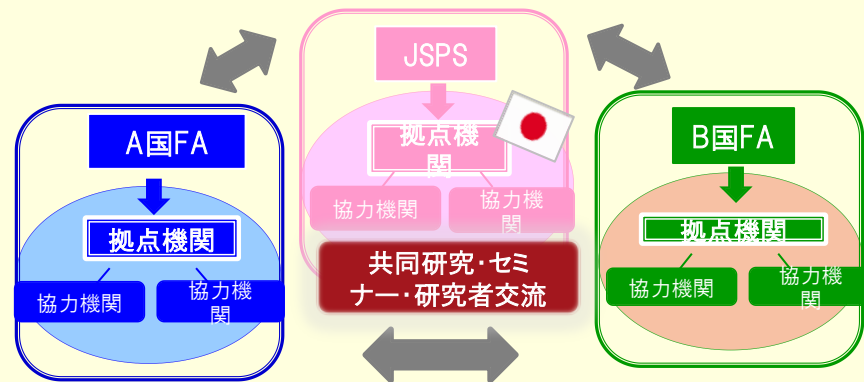 JSPS
拠点機
関
協力機関
協力機
関
A国FA
拠点機関
協力機関
協力機
関
B国FA
拠点機関
協力機関
協力機
関
共同研究・セミ
ナー・研究者交流